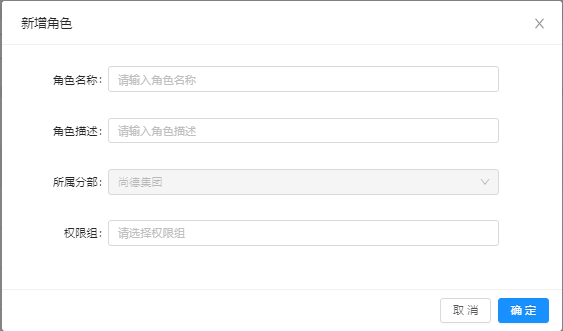 新增角色
角色名称: 请输入角色名称
角色描述: 请输入角色描述
所属分部: 尚德集团
权限组: 请选择权限组
取 消 确 定